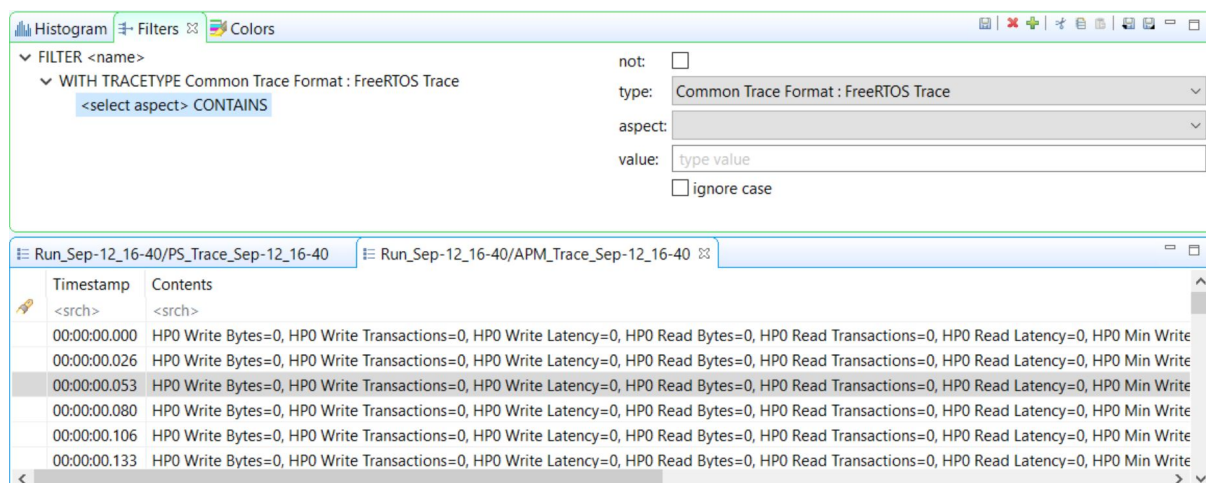 Histogram Filters Colors
FILTER <name>
WITH TRACETYPE Common Trace Format : FreeRTOS Trace
<select aspect> CONTAINS
not:
type: Common Trace Format : FreeRTOS Trace
aspect:
value: type value
ignore case
Run_Sep-12_16-40/PS_Trace_Sep-12_16-40 Run_Sep-12_16-40/APM_Trace_Sep-12_16-40
Timestamp Contents
<srch> <srch>
00:00:00.000 HP0 Write Bytes=0, HP0 Write Transactions=0, HP0 Write Latency=0, HP0 Read Bytes=0, HP0 Read Transactions=0, HP0 Read Latency=0, HP0 Min Write
00:00:00.026 HP0 Write Bytes=0, HP0 Write Transactions=0, HP0 Write Latency=0, HP0 Read Bytes=0, HP0 Read Transactions=0, HP0 Read Latency=0, HP0 Min Write
00:00:00.053 HP0 Write Bytes=0, HP0 Write Transactions=0, HP0 Write Latency=0, HP0 Read Bytes=0, HP0 Read Transactions=0, HP0 Read Latency=0, HP0 Min Write
00:00:00.080 HP0 Write Bytes=0, HP0 Write Transactions=0, HP0 Write Latency=0, HP0 Read Bytes=0, HP0 Read Transactions=0, HP0 Read Latency=0, HP0 Min Write
00:00:00.106 HP0 Write Bytes=0, HP0 Write Transactions=0, HP0 Write Latency=0, HP0 Read Bytes=0, HP0 Read Transactions=0, HP0 Read Latency=0, HP0 Min Write
00:00:00.133 HP0 Write Bytes=0, HP0 Write Transactions=0, HP0 Write Latency=0, HP0 Read Bytes=0, HP0 Read Transactions=0, HP0 Read Latency=0, HP0 Min Write